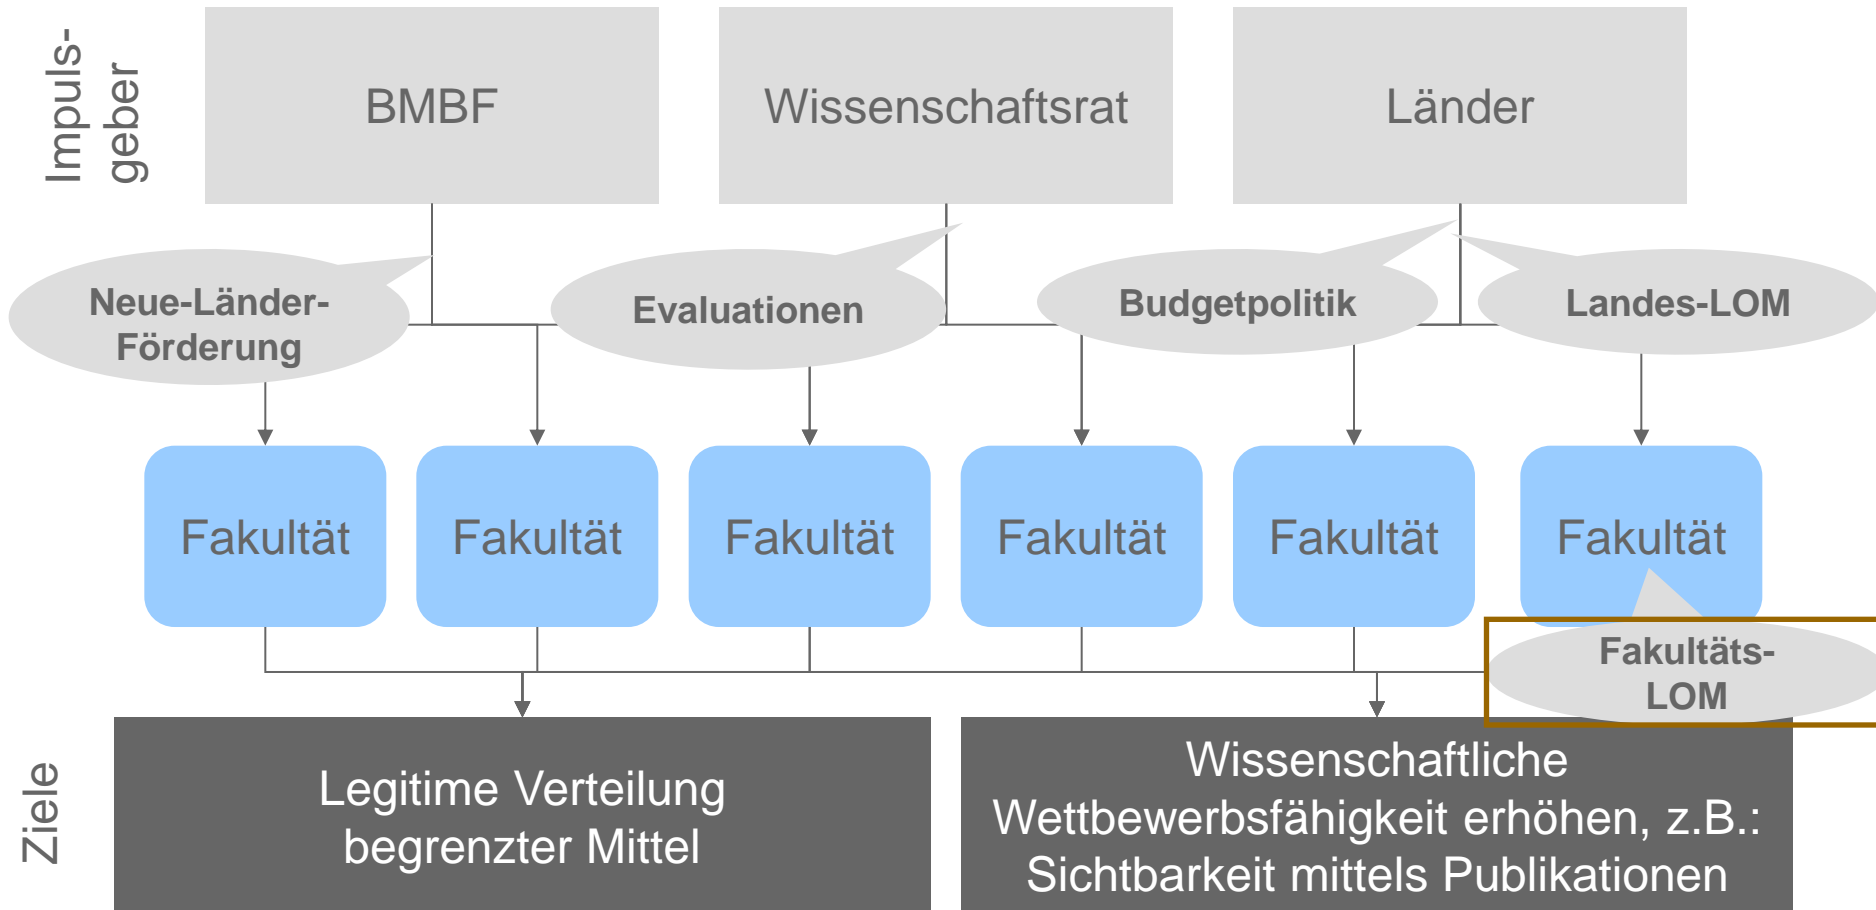 Impuls-
geber
BMBF
Wissenschaftsrat
Länder
Neue-Länder-
Förderung
Evaluationen
Budgetpolitik
Landes-LOM
Fakultät
Fakultät
Fakultät
Fakultät
Fakultät
Fakultät
Fakultäts-
LOM
Ziele
Legitime Verteilung
begrenzter Mittel
Wissenschaftliche
Wettbewerbsfähigkeit erhöhen, z.B.:
Sichtbarkeit mittels Publikationen